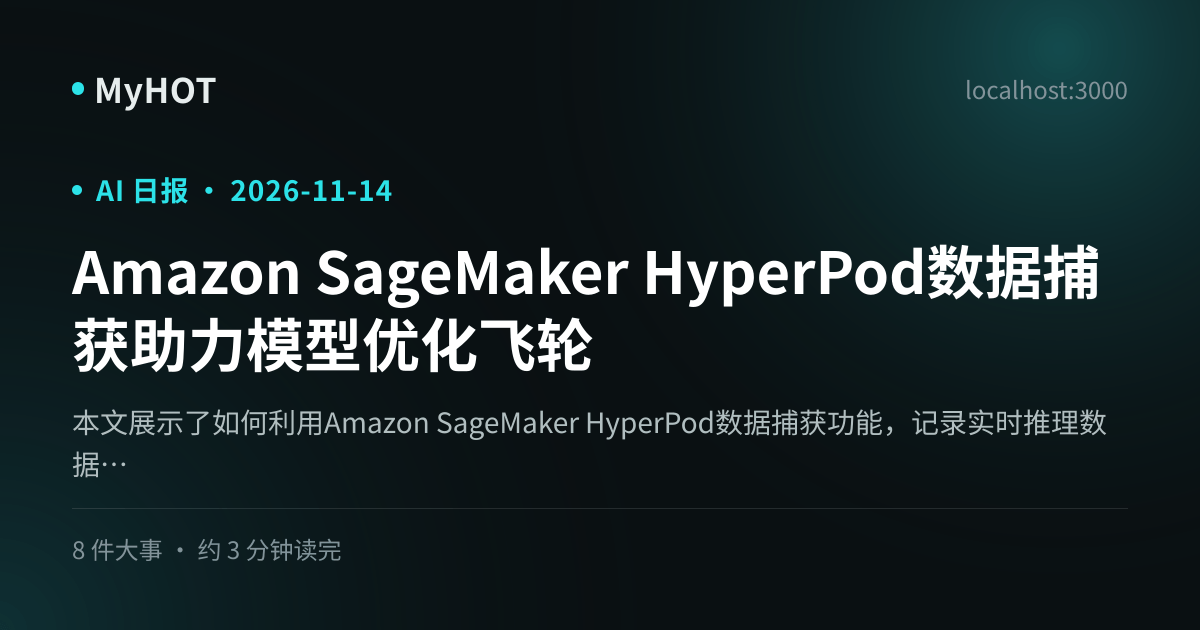 MyHOT
localhost:3000
AI 日报 · 2026-11-14
Amazon SageMaker HyperPod数据捕
获助力模型优化飞轮
本文展示了如何利用Amazon SageMaker HyperPod数据捕获功能，记录实时推理数
据…
8 件大事 · 约 3 分钟读完